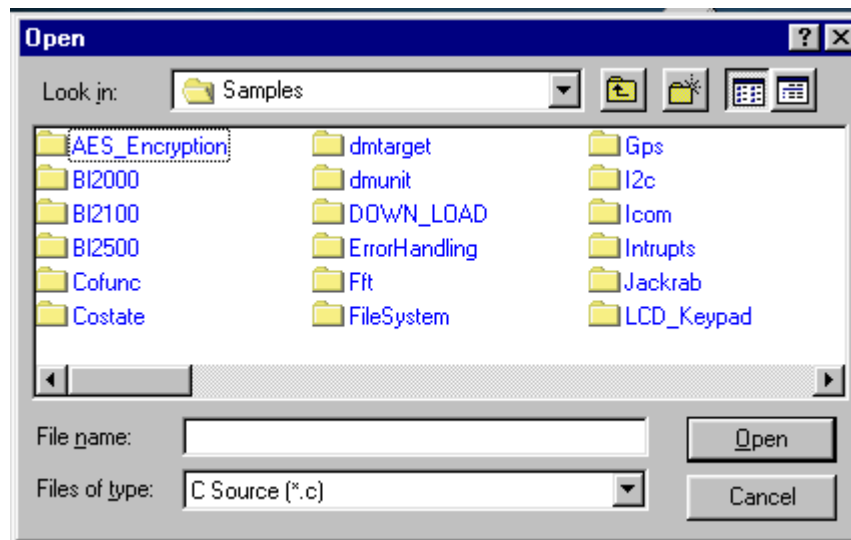 Open
Look in: Samples
AES_Encryption dmtarget Gps
BI2000 dmunit I2c
BI2100 DOWN_LOAD Icom
BI2500 ErrorHandling Intrupts
Cofunc Fft Jackrab
Costate FileSystem LCD_Keypad
File name: Open
Files of type: C Source (*.c) Cancel